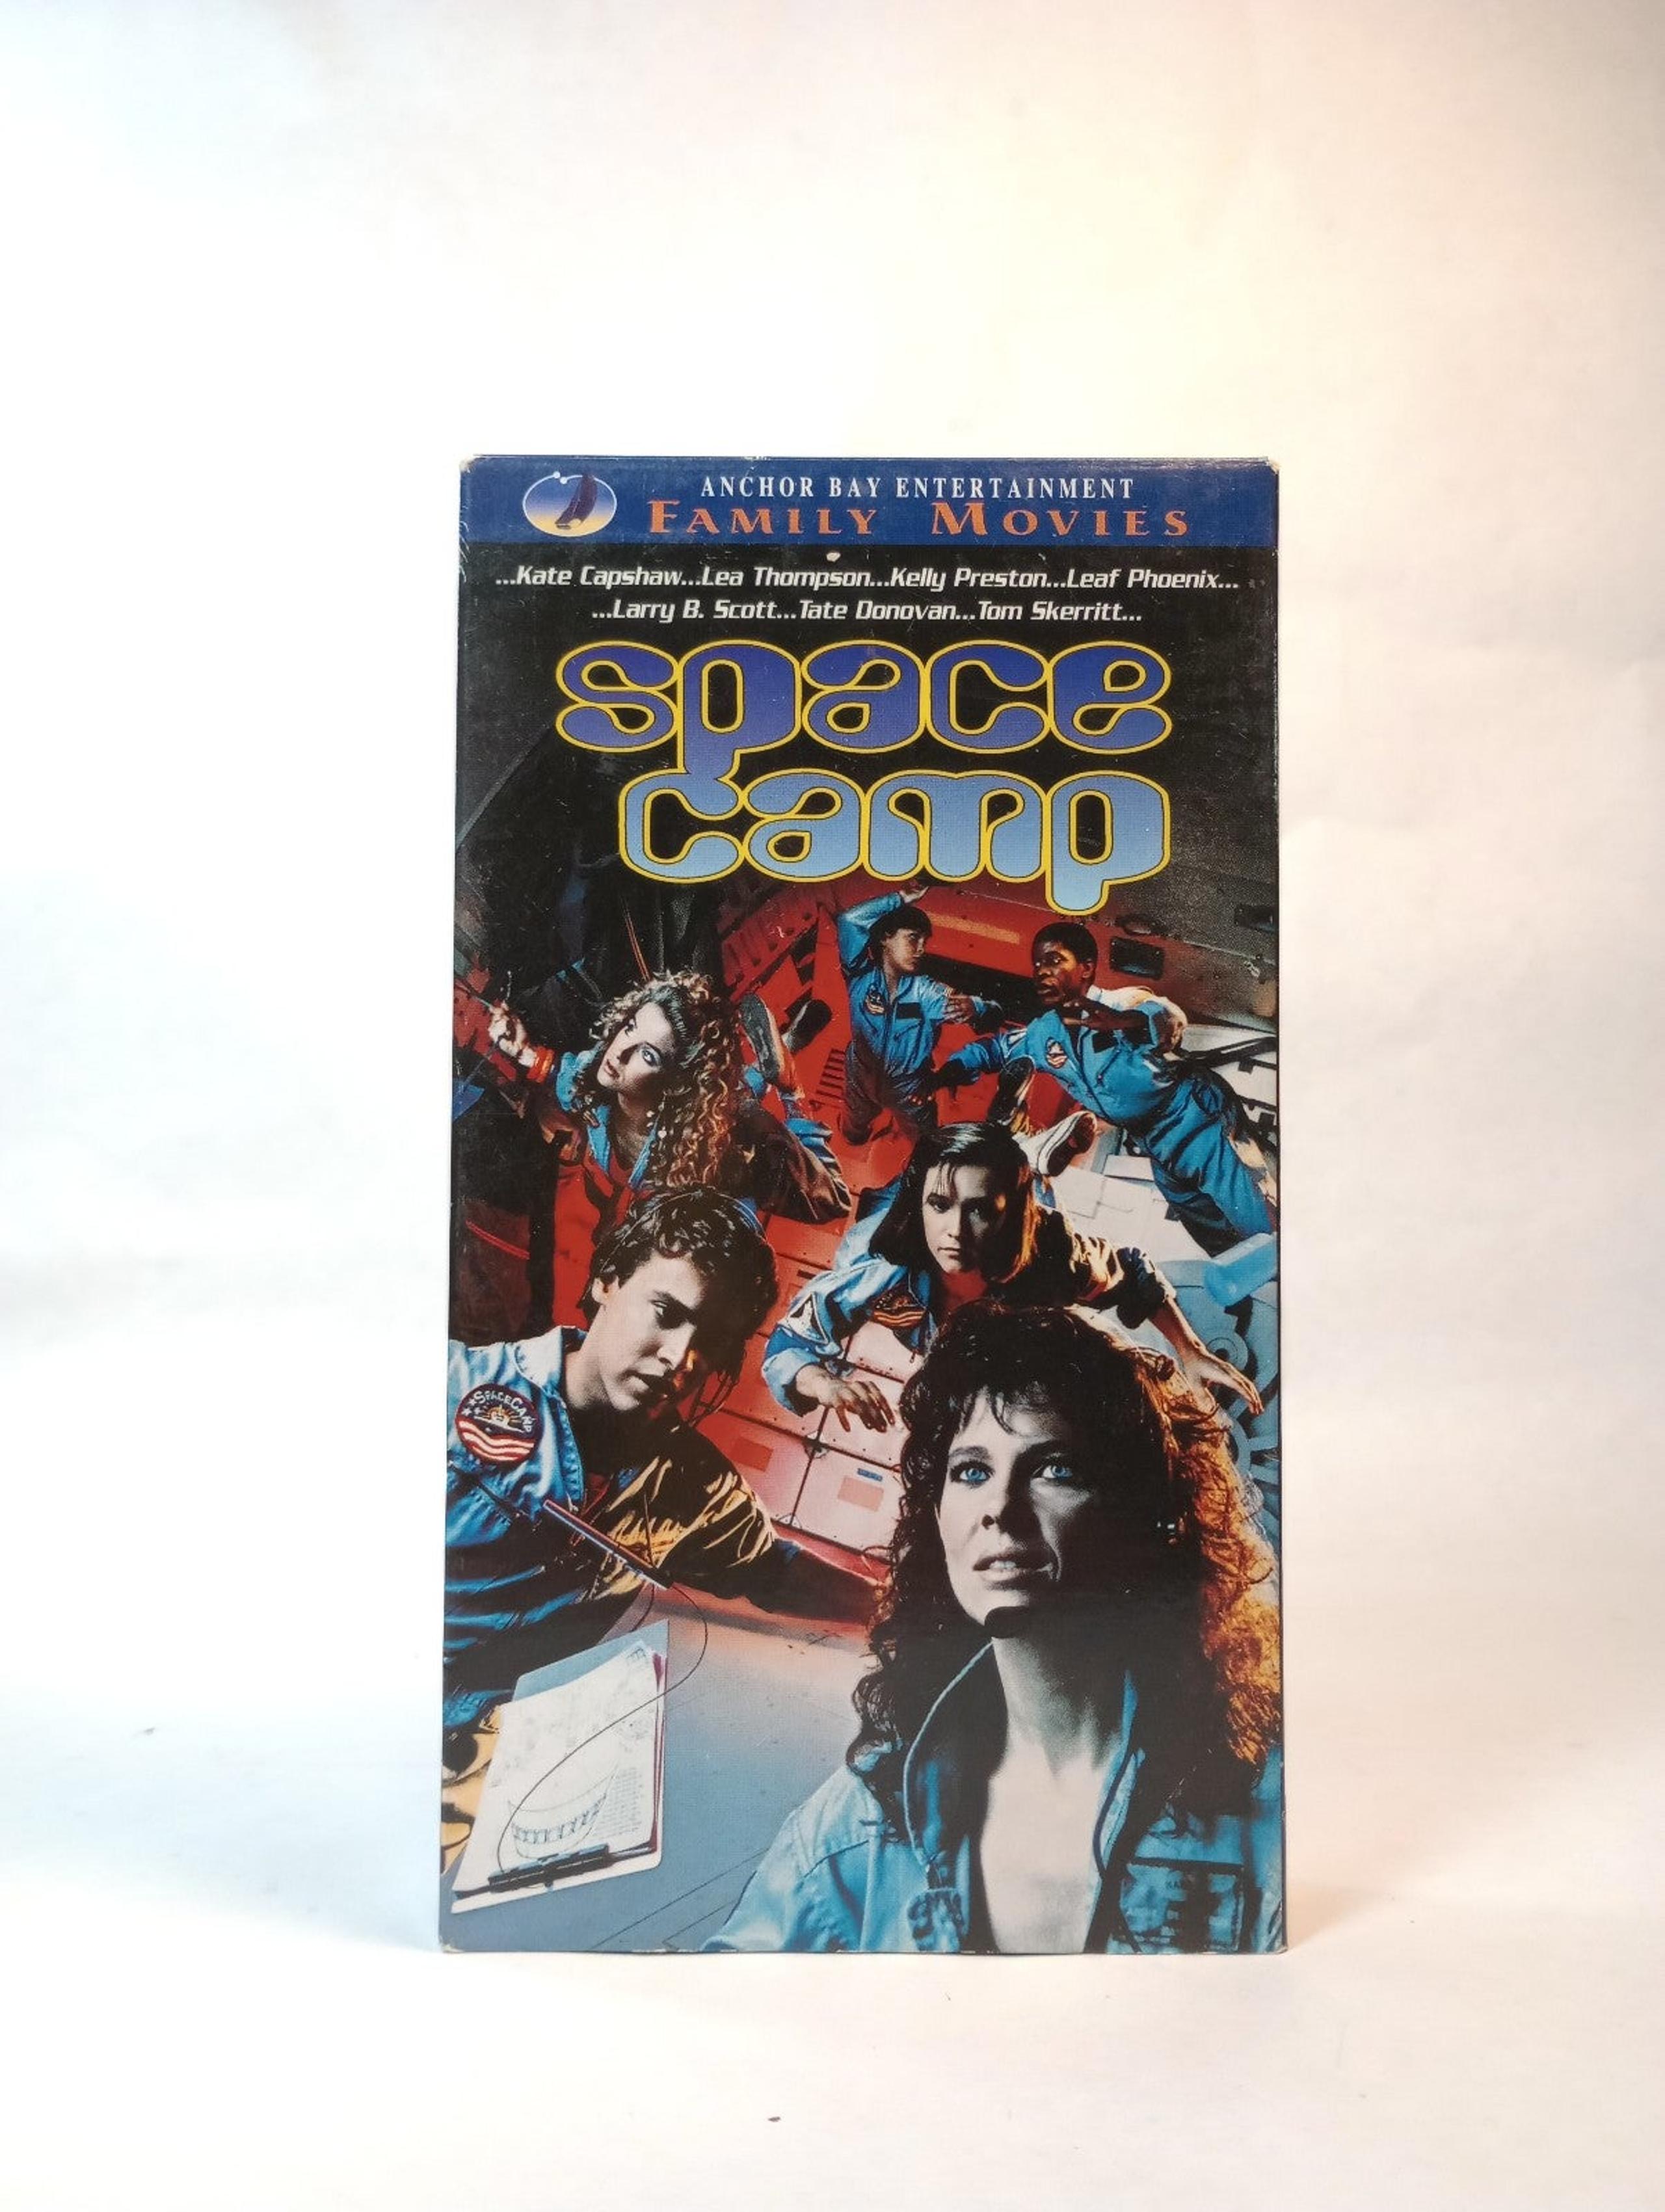 ANCHOR BAY ENTERTAINMENT
FAMILY MOVIES
...Kate Capshaw...Lea Thompson...Kelly Preston...Leaf Phoenix...
...Larry B. Scott...Tate Donovan...Tom Skerritt...
space
camp
SPACECAMP